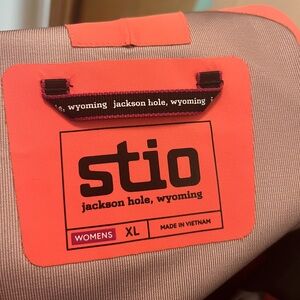 e, wyoming jackson hole, wyoming
stio
jackson hole, wyoming
WOMENS XL MADE IN VIETNAM